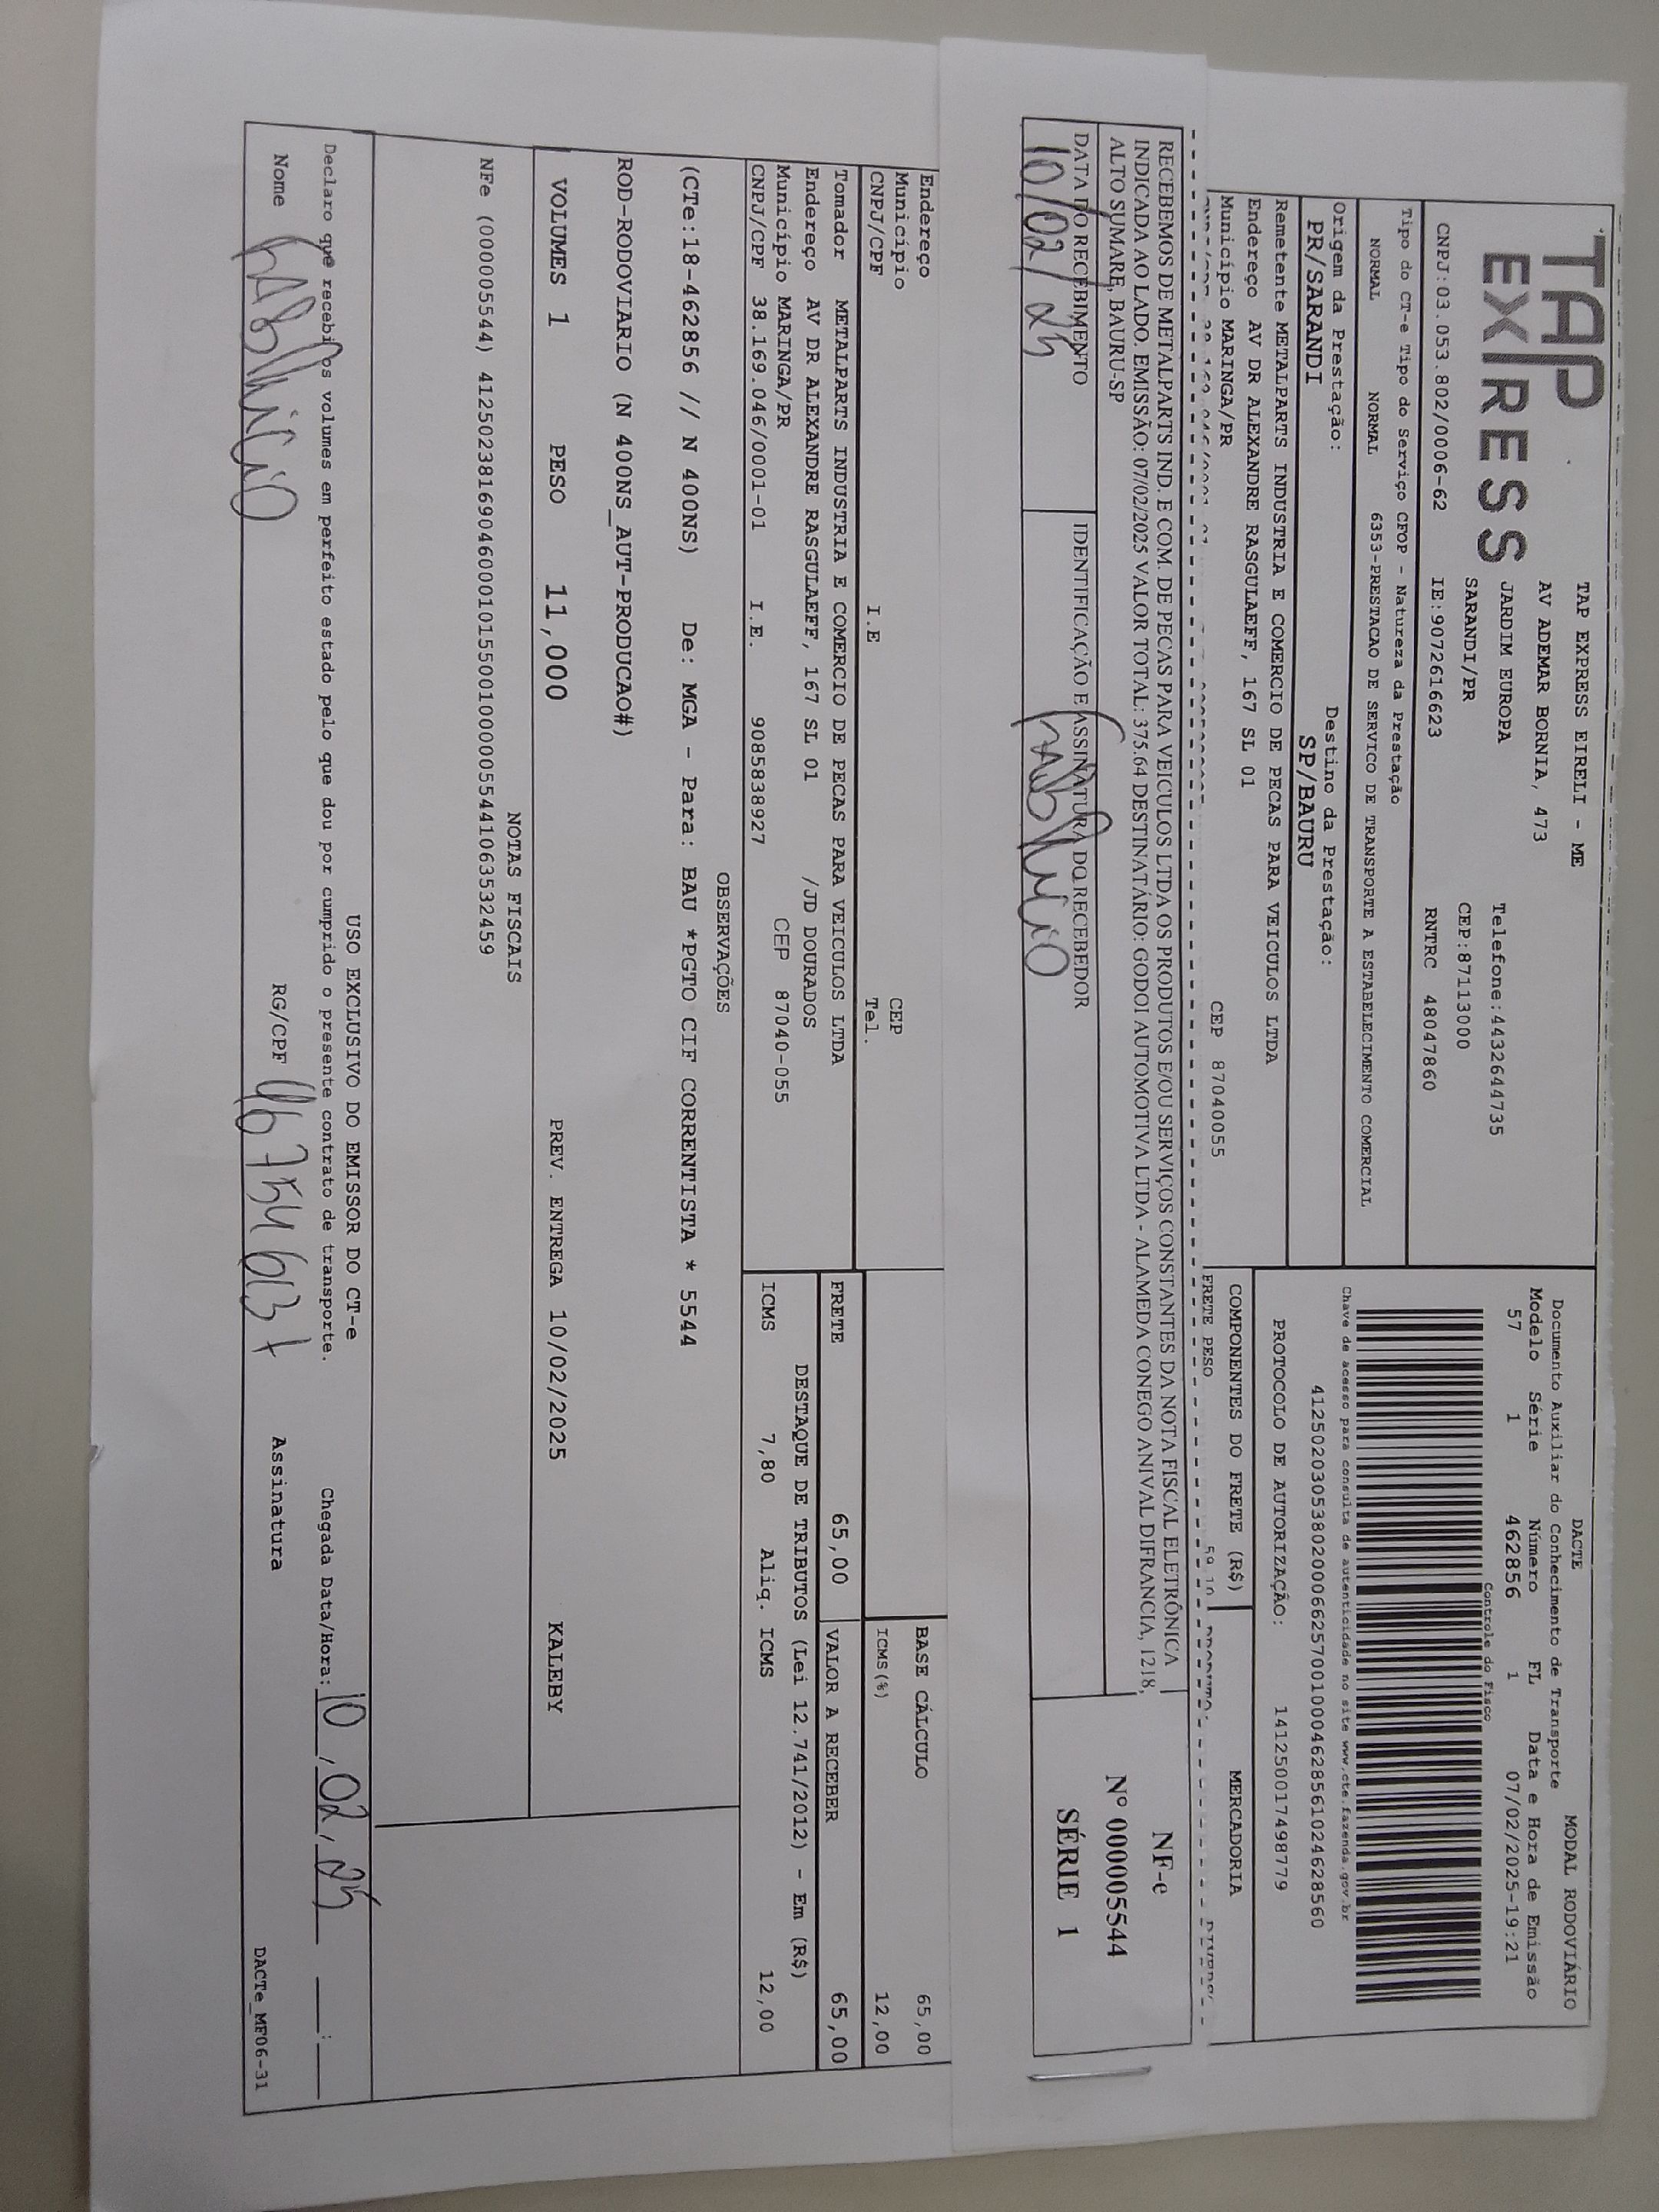 TAP
EXPRESS
TAP EXPRESS EIRELI - ME
AV ADEMAR BORNIA, 473
JARDIM EUROPA
Telefone:4432644735
SARANDI/PR
CEP:87113000
CNPJ:03.053.802/0006-62 IE:9072616623 RNTRC 48047860
DACTE MODAL RODOVIÁRIO
Documento Auxiliar do Conhecimento de Transporte
Modelo Série Número FL Data e Hora de Emissão
57 1 462856 1 07/02/2025-19:21
Controle do Fisco
Chave de acesso para consulta de autenticidade no site www.cte.fazenda.gov.br
41250203053802000662570010004628561024628560
PROTOCOLO DE AUTORIZAÇÃO: 141250017498779
Tipo do CT-e Tipo do Serviço CFOP - Natureza da Prestação
NORMAL NORMAL 6353-PRESTACAO DE SERVICO DE TRANSPORTE A ESTABELECIMENTO COMERCIAL
Origem da Prestação: Destino da Prestação:
PR/SARANDI SP/BAURU
Remetente METALPARTS INDUSTRIA E COMERCIO DE PECAS PARA VEICULOS LTDA
Endereço AV DR ALEXANDRE RASGULAEFF, 167 SL 01
Município MARINGA/PR CEP 87040055
COMPONENTES DO FRETE (R$) MERCADORIA
FRETE PESO
RECEBEMOS DE METALPARTS IND. E COM. DE PECAS PARA VEICULOS LTDA OS PRODUTOS E/OU SERVIÇOS CONSTANTES DA NOTA FISCAL ELETRÔNICA
INDICADA AO LADO. EMISSÃO: 07/02/2025 VALOR TOTAL: 375.64 DESTINATÁRIO: GODOI AUTOMOTIVA LTDA - ALAMEDA CONEGO ANIVAL DIFRANCIA, 1218,
ALTO SUMARE, BAURU-SP
DATA DO RECEBIMENTO IDENTIFICAÇÃO E ASSINATURA DO RECEBEDOR
10/02/25
NF-e
Nº 000005544
SÉRIE 1
Endereço
Município CEP
CNPJ/CPF I.E Tel.
BASE CÁLCULO 65,00
ICMS(%) 12,00
Tomador METALPARTS INDUSTRIA E COMERCIO DE PECAS PARA VEICULOS LTDA
Endereço AV DR ALEXANDRE RASGULAEFF, 167 SL 01 /JD DOURADOS
Município MARINGA/PR CEP 87040-055
CNPJ/CPF 38.169.046/0001-01 I.E. 9085838927
FRETE 65,00 VALOR A RECEBER 65,00
DESTAQUE DE TRIBUTOS (Lei 12.741/2012) - Em (R$)
ICMS 7,80 Aliq. ICMS 12,00
OBSERVAÇÕES
(CTe:18-462856 // N 400NS) De: MGA - Para: BAU *PGTO CIF CORRENTISTA * 5544
ROD-RODOVIARIO (N 400NS_AUT-PRODUCAO#)
VOLUMES 1 PESO 11,000 PREV. ENTREGA 10/02/2025 KALEBY
NOTAS FISCAIS
NFe (000005544) 41250238169046000101550010000055441063532459
USO EXCLUSIVO DO EMISSOR DO CT-e
Declaro que recebi os volumes em perfeito estado pelo que dou por cumprido o presente contrato de transporte. Chegada Data/Hora: 10/02/25 __:__
Nome RG/CPF Assinatura
DACTe_MF06-31